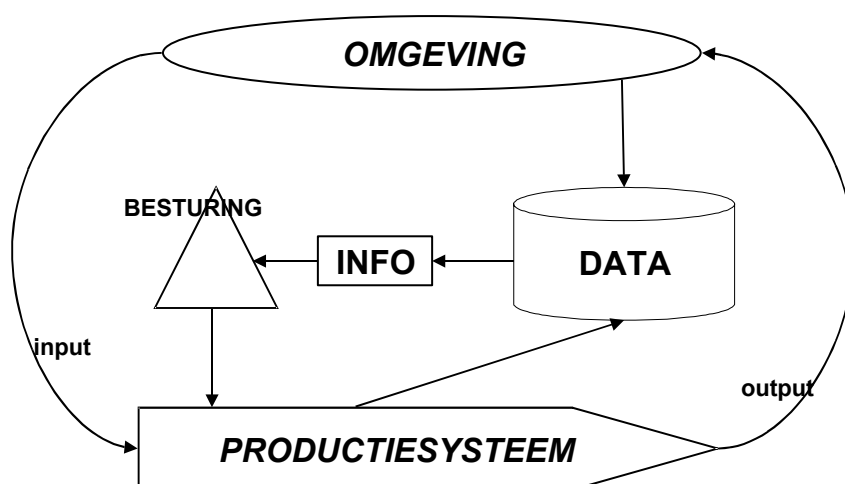 OMGEVING
BESTURING
INFO
DATA
input
output
PRODUCTIESYSTEEM